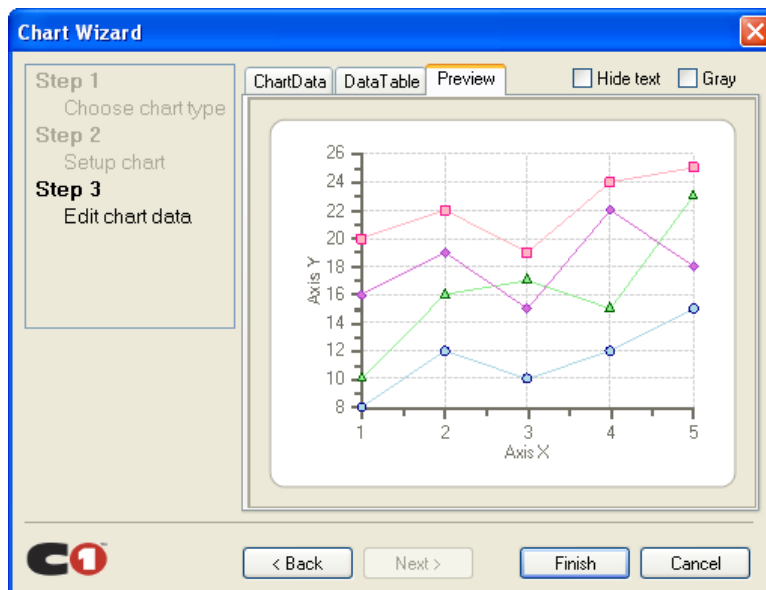 Chart Wizard
Step 1
Choose chart type
Step 2
Setup chart
Step 3
Edit chart data
ChartData DataTable Preview Hide text Gray
26
24
22
20
18
16
14
12
10
8
Axis Y
1 2 3 4 5
Axis X
C1
< Back Next > Finish Cancel